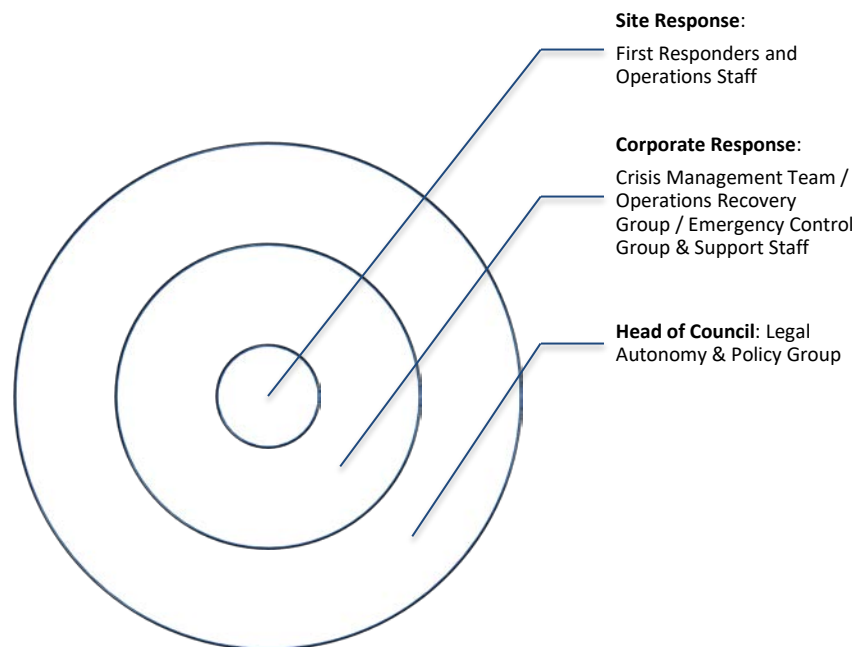 Site Response:
First Responders and
Operations Staff
Corporate Response:
Crisis Management Team /
Operations Recovery
Group / Emergency Control
Group & Support Staff
Head of Council: Legal
Autonomy & Policy Group